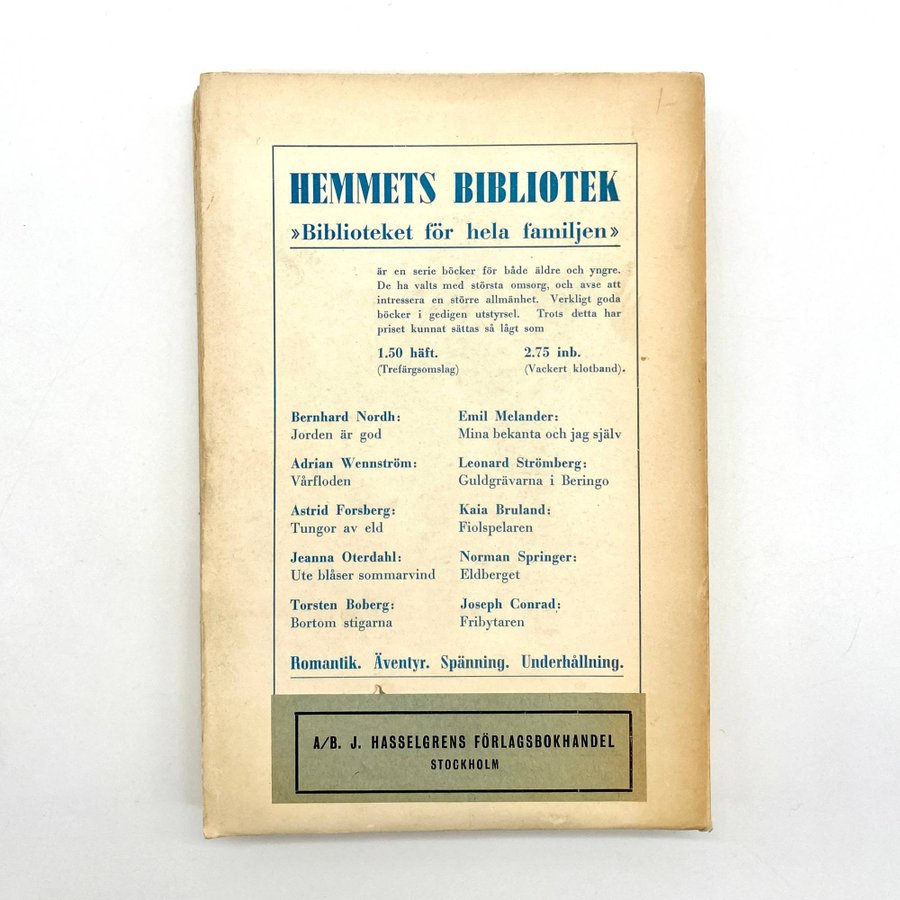 1-
HEMMETS BIBLIOTEK
»Biblioteket för hela familjen»
är en serie böcker för både äldre och yngre.
De ha valts med största omsorg, och avse att
intressera en större allmänhet. Verkligt goda
böcker i gedigen utstyrsel. Trots detta har
priset kunnat sättas så lågt som
1.50 häft. 2.75 inb.
(Trefärgsomslag) (Vackert klotband).
Bernhard Nordh:
Jorden är god
Adrian Wennström:
Vårfloden
Astrid Forsberg:
Tungor av eld
Jeanna Oterdahl:
Ute blåser sommarvind
Torsten Boberg:
Bortom stigarna
Emil Melander:
Mina bekanta och jag själv
Leonard Strömberg:
Guldgrävarna i Beringo
Kaia Bruland:
Fiolspelaren
Norman Springer:
Eldberget
Joseph Conrad:
Fribytaren
Romantik. Äventyr. Spänning. Underhållning.
A/B. J. HASSELGRENS FÖRLAGSBOKHANDEL
STOCKHOLM